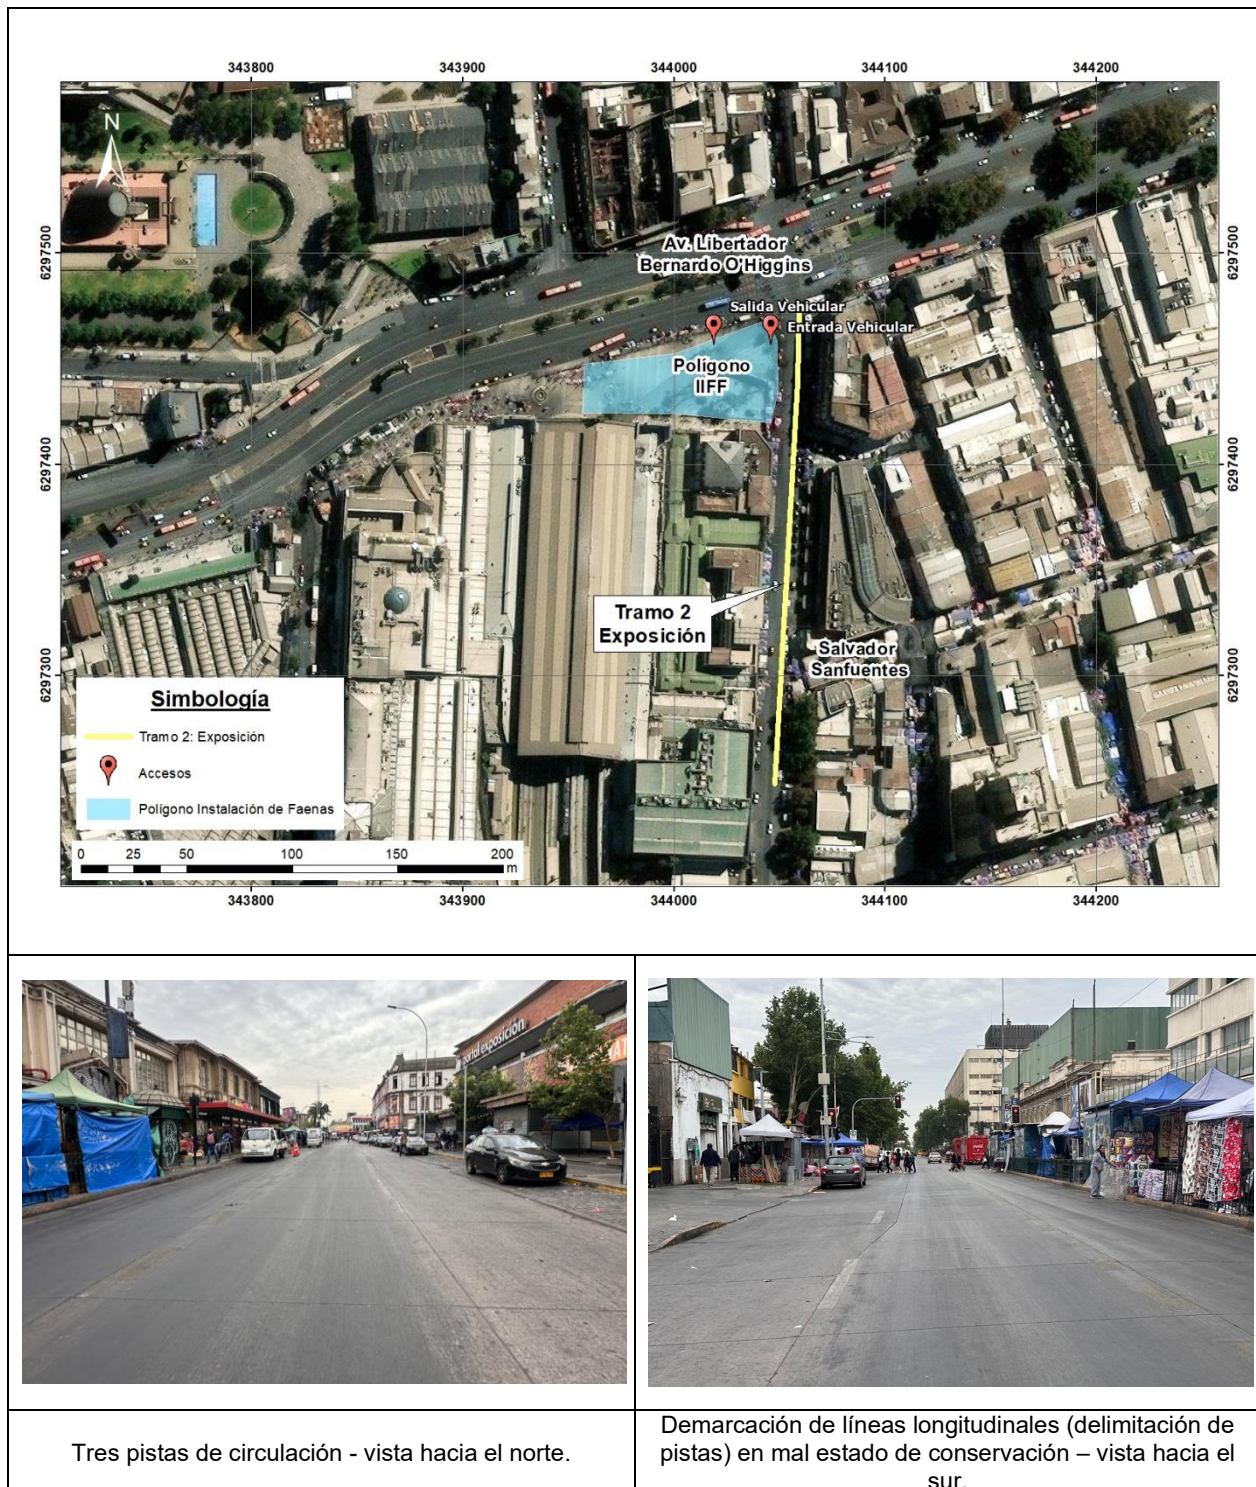 343800 343900 344000 344100 344200
N
6297500
6297500
Av. Libertador
Bernardo O'Higgins
Salida Vehicular
Entrada Vehicular
Polígono
IIFF
6297400
6297400
Tramo 2
Exposición
Salvador
Sanfuentes
6297300
6297300
Simbología
Tramo 2: Exposición
Accesos
Polígono Instalación de Faenas
0 25 50 100 150 200
m
343800 343900 344000 344100 344200
portal exposición
Tres pistas de circulación - vista hacia el norte.
Demarcación de líneas longitudinales (delimitación de
pistas) en mal estado de conservación – vista hacia el
sur.